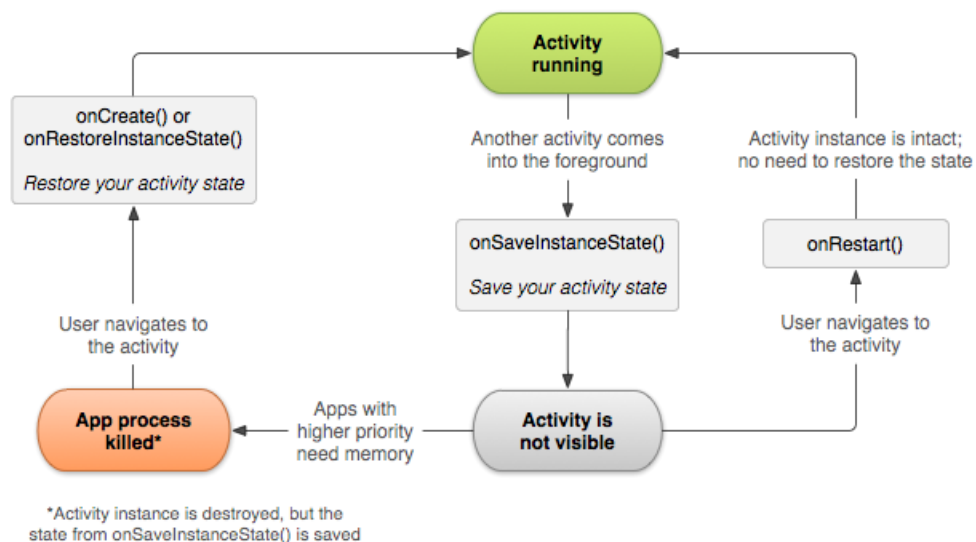 Activity
running
onCreate() or
onRestoreInstanceState()
Restore your activity state
Another activity comes
into the foreground
Activity instance is intact;
no need to restore the state
onSaveInstanceState()
Save your activity state
onRestart()
User navigates to
the activity
User navigates to
the activity
App process
killed*
Apps with
higher priority
need memory
Activity is
not visible
*Activity instance is destroyed, but the
state from onSaveInstanceState() is saved